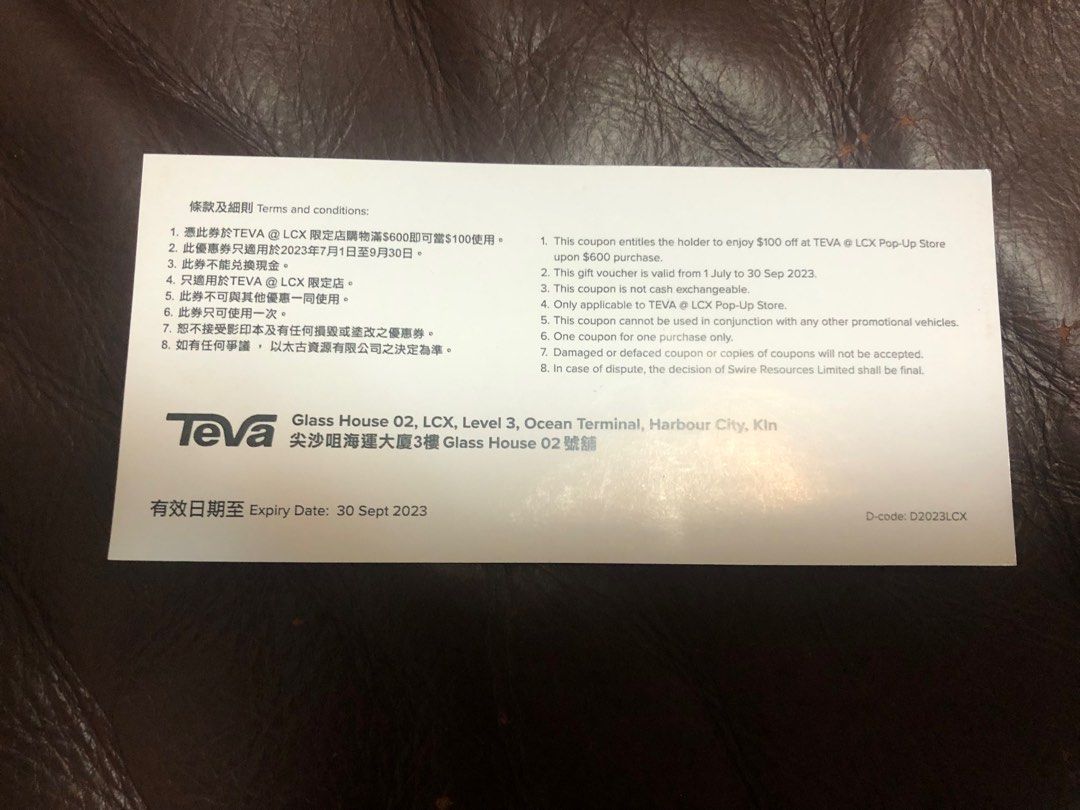 條款及細則 Terms and conditions:
1. 憑此券於TEVA @ LCX 限定店購物滿$600即可當$100使用。
2. 此優惠券只適用於2023年7月1日至9月30日。
3. 此券不能兌換現金。
4. 只適用於TEVA @ LCX 限定店。
5. 此券不可與其他優惠一同使用。
6. 此券只可使用一次。
7. 恕不接受影印本及有任何損毀或塗改之優惠券。
8. 如有任何爭議，以太古資源有限公司之決定為準。
1. This coupon entitles the holder to enjoy $100 off at TEVA @ LCX Pop-Up Store
upon $600 purchase.
2. This gift voucher is valid from 1 July to 30 Sep 2023.
3. This coupon is not cash exchangeable.
4. Only applicable to TEVA @ LCX Pop-Up Store.
5. This coupon cannot be used in conjunction with any other promotional vehicles.
6. One coupon for one purchase only.
7. Damaged or defaced coupon or copies of coupons will not be accepted.
8. In case of dispute, the decision of Swire Resources Limited shall be final.
Teva
Glass House 02, LCX, Level 3, Ocean Terminal, Harbour City, Kln
尖沙咀海運大廈3樓 Glass House 02 號舖
有效日期至 Expiry Date: 30 Sept 2023
D-code: D2023LCX